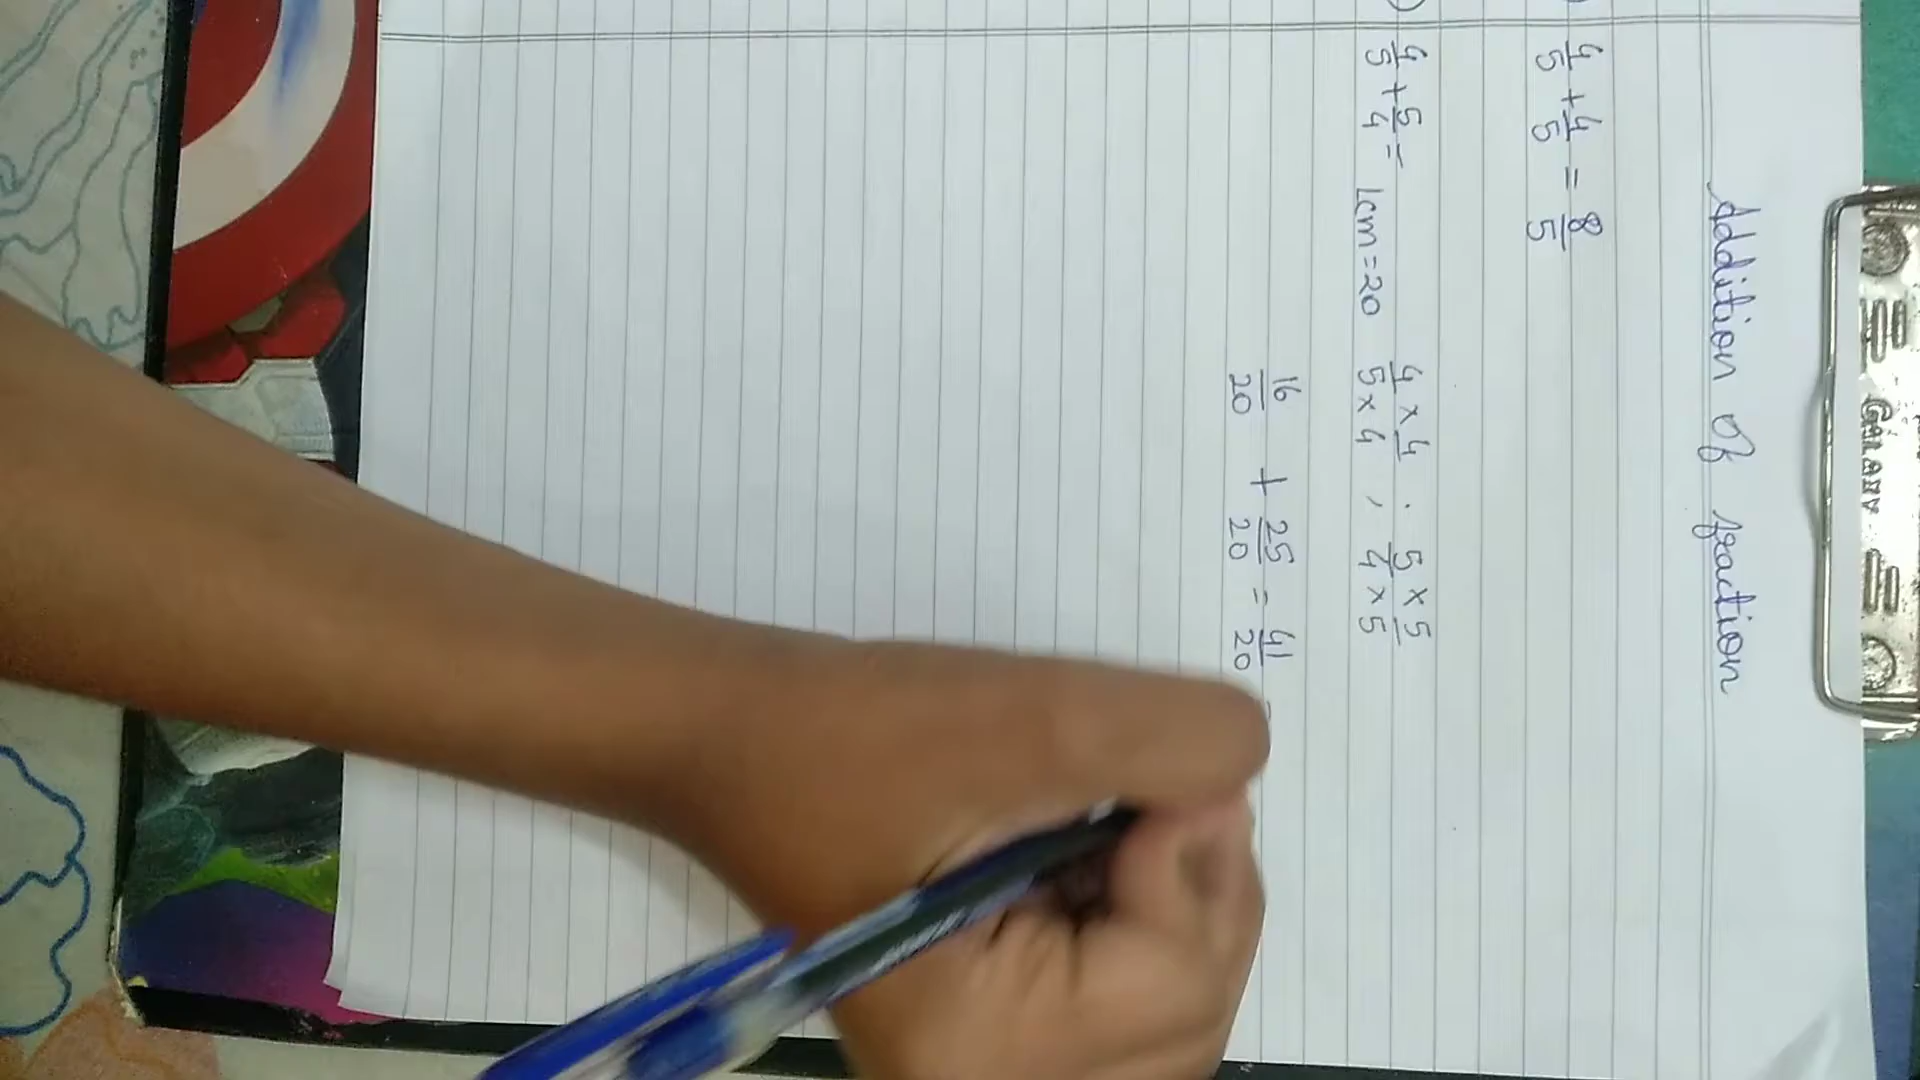 GALAXY
Addition of fraction
4/5 + 4/5 = 8/5
4/5 + 5/4 = Lcm = 20 4 × 4 / 5 × 4 , 5 × 5 / 4 × 5
16/20 + 25/20 = 41/20